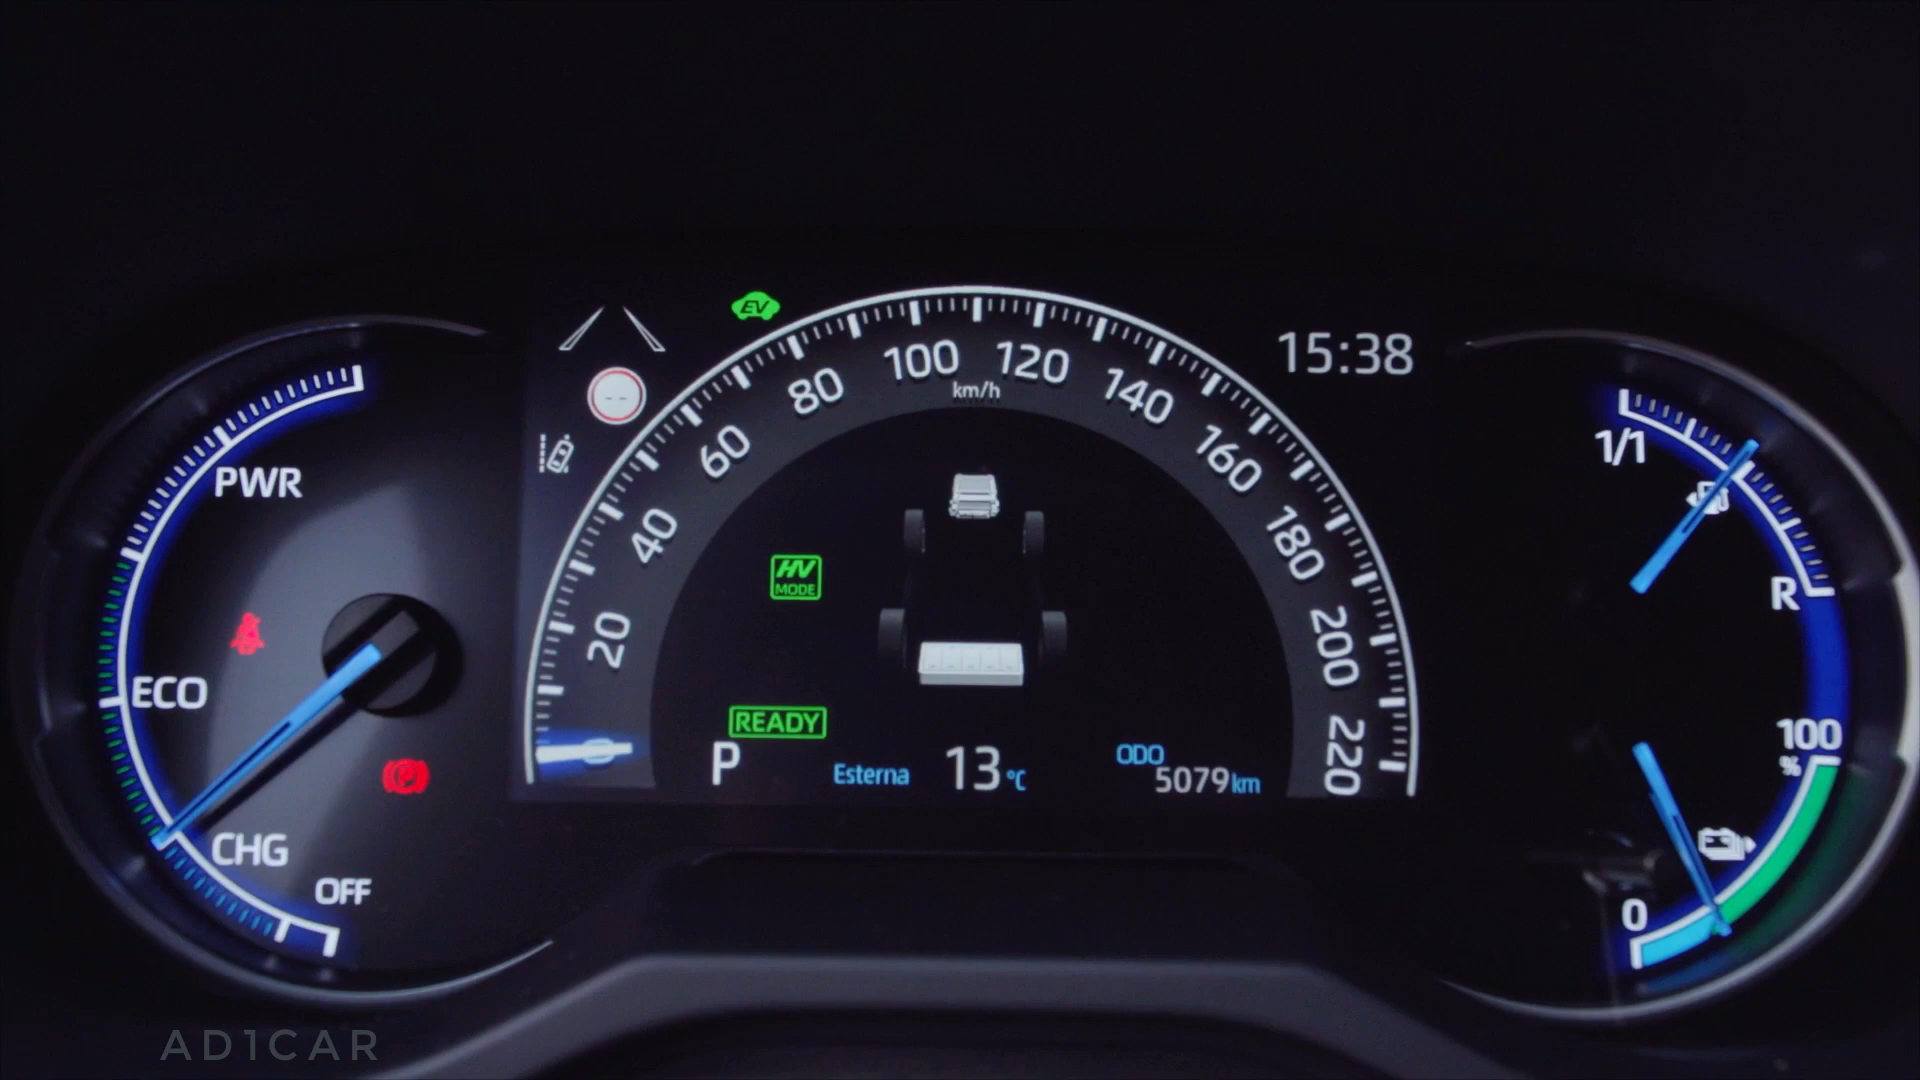 EV
15:38
100
120
km/h
80
140
60
160
40
180
20
200
220
PWR
ECO
CHG
OFF
HV
MODE
READY
P
Esterna 13 °C
ODO
5079 km
1/1
R
100
%
0
AD1CAR